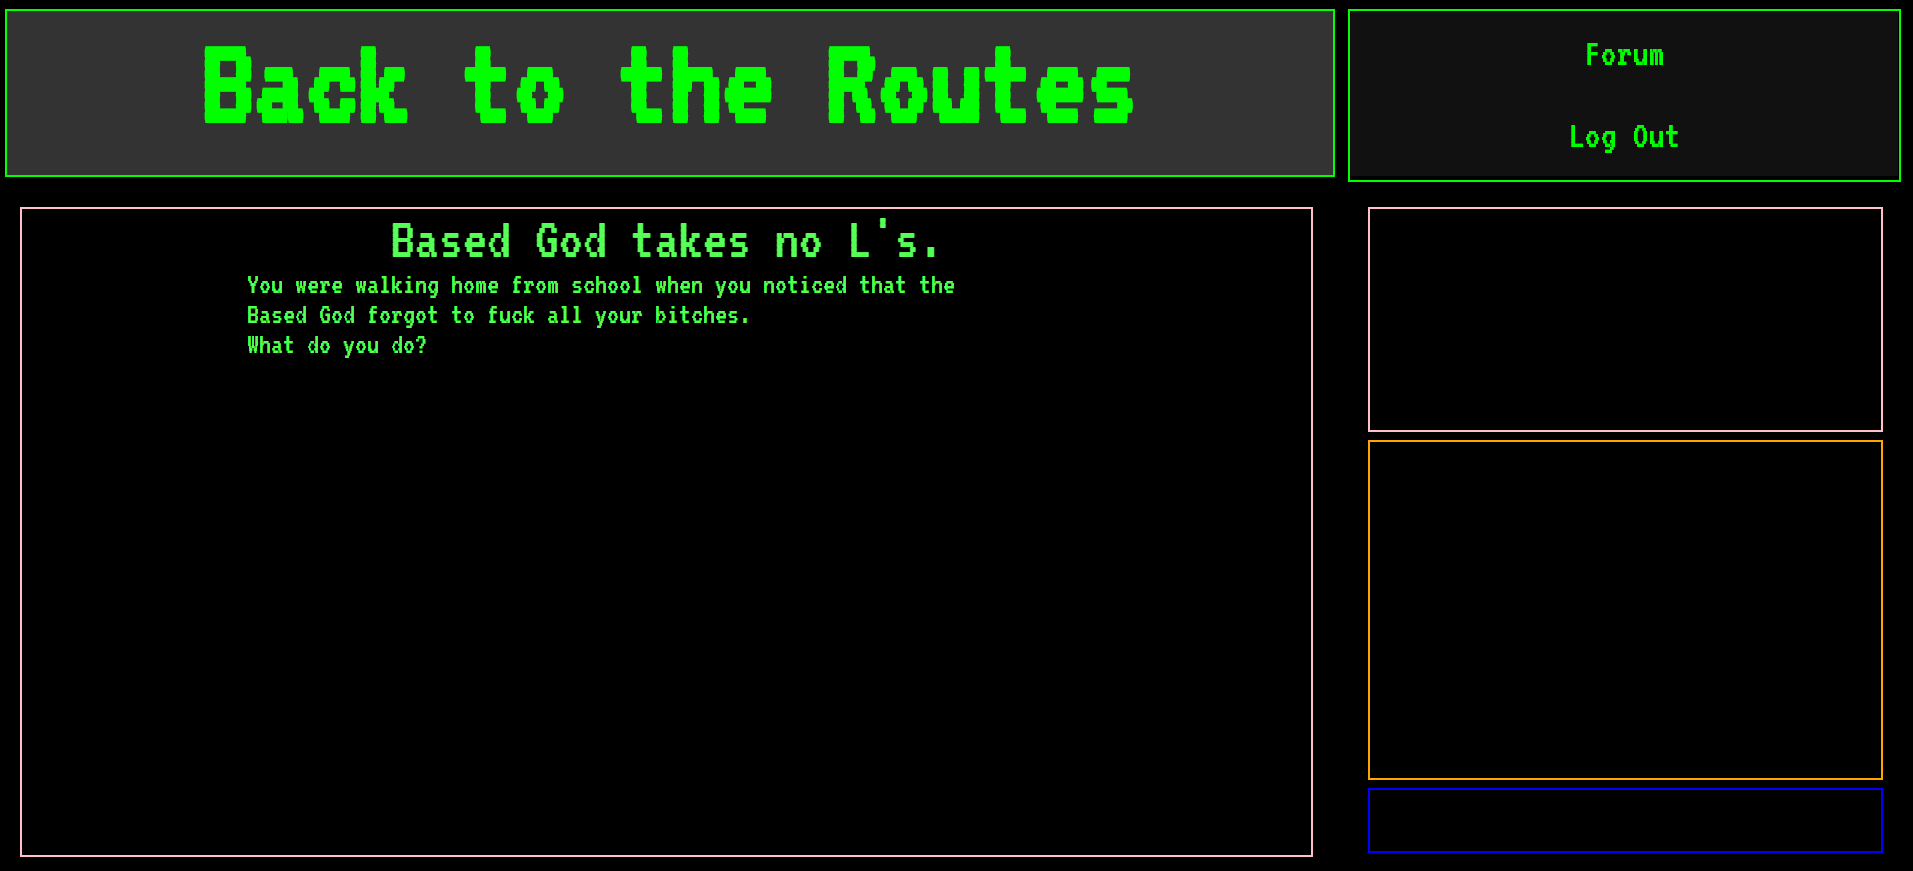 Back to the Routes
Forum
Log Out
Based God takes no L's.
You were walking home from school when you noticed that the
Based God forgot to fuck all your bitches.
What do you do?